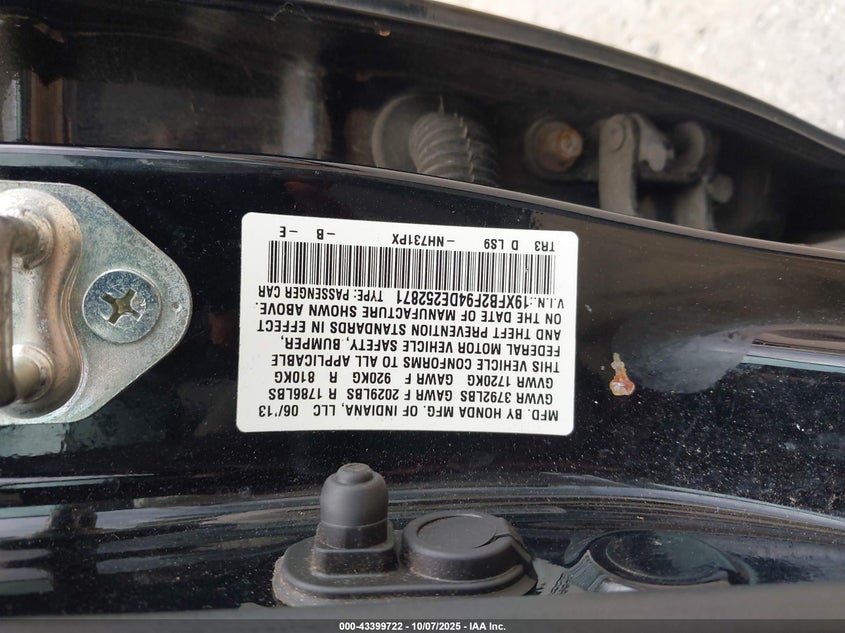 MFD. BY HONDA MFG. OF INDIANA, LLC 06/'13
GVWR 3792LBS GAWR F 2029LBS R 1786LBS
GVWR 1720KG GAWR F 920KG R 810KG
THIS VEHICLE CONFORMS TO ALL APPLICABLE
FEDERAL MOTOR VEHICLE SAFETY, BUMPER,
AND THEFT PREVENTION STANDARDS IN EFFECT
ON THE DATE OF MANUFACTURE SHOWN ABOVE.
V.I.N.:19XFB2F94DE252871 TYPE: PASSENGER CAR
TR3 D LS9 -NH731PX -B -E
000-43399722 - 10/07/2025 - IAA Inc.